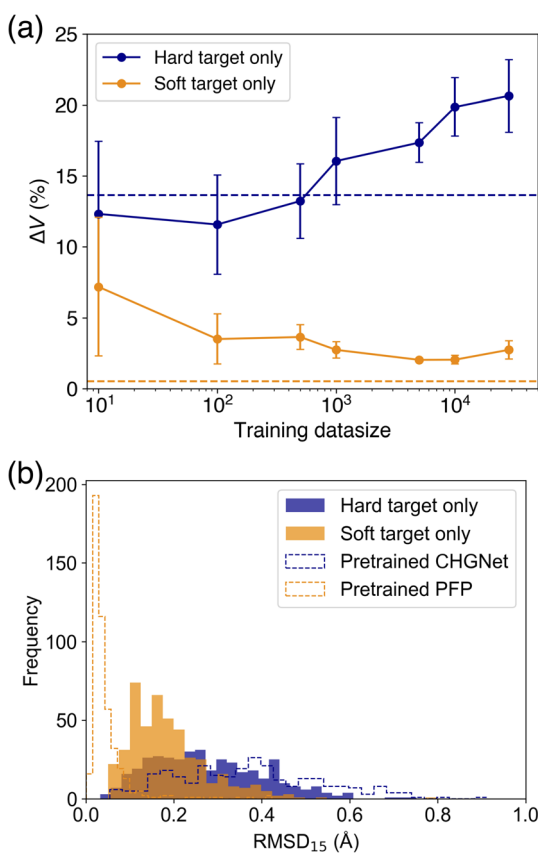 (a)
25
20
15
10
5
0
ΔV (%)
Hard target only
Soft target only
10¹ 10² 10³ 10⁴
Training datasize
(b)
200
150
100
50
0
Frequency
Hard target only
Soft target only
Pretrained CHGNet
Pretrained PFP
0.0 0.2 0.4 0.6 0.8 1.0
RMSD₁₅ (Å)